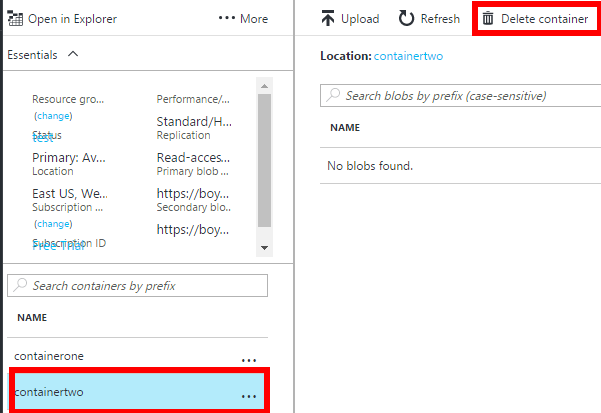 Open in Explorer
More
Essentials
Resource gro...
(change)
test
Status
Primary: Av...
Location
East US, We...
Subscription ...
(change)
Free Trial
Subscription ID
Performance/...
Standard/H...
Replication
Read-acces...
Primary blob
https://boy...
Secondary blo..
https://boy...
Search containers by prefix
NAME
containerone
...
containertwo
...
Upload
Refresh
Delete container
Location: containertwo
Search blobs by prefix (case-sensitive)
NAME
No blobs found.